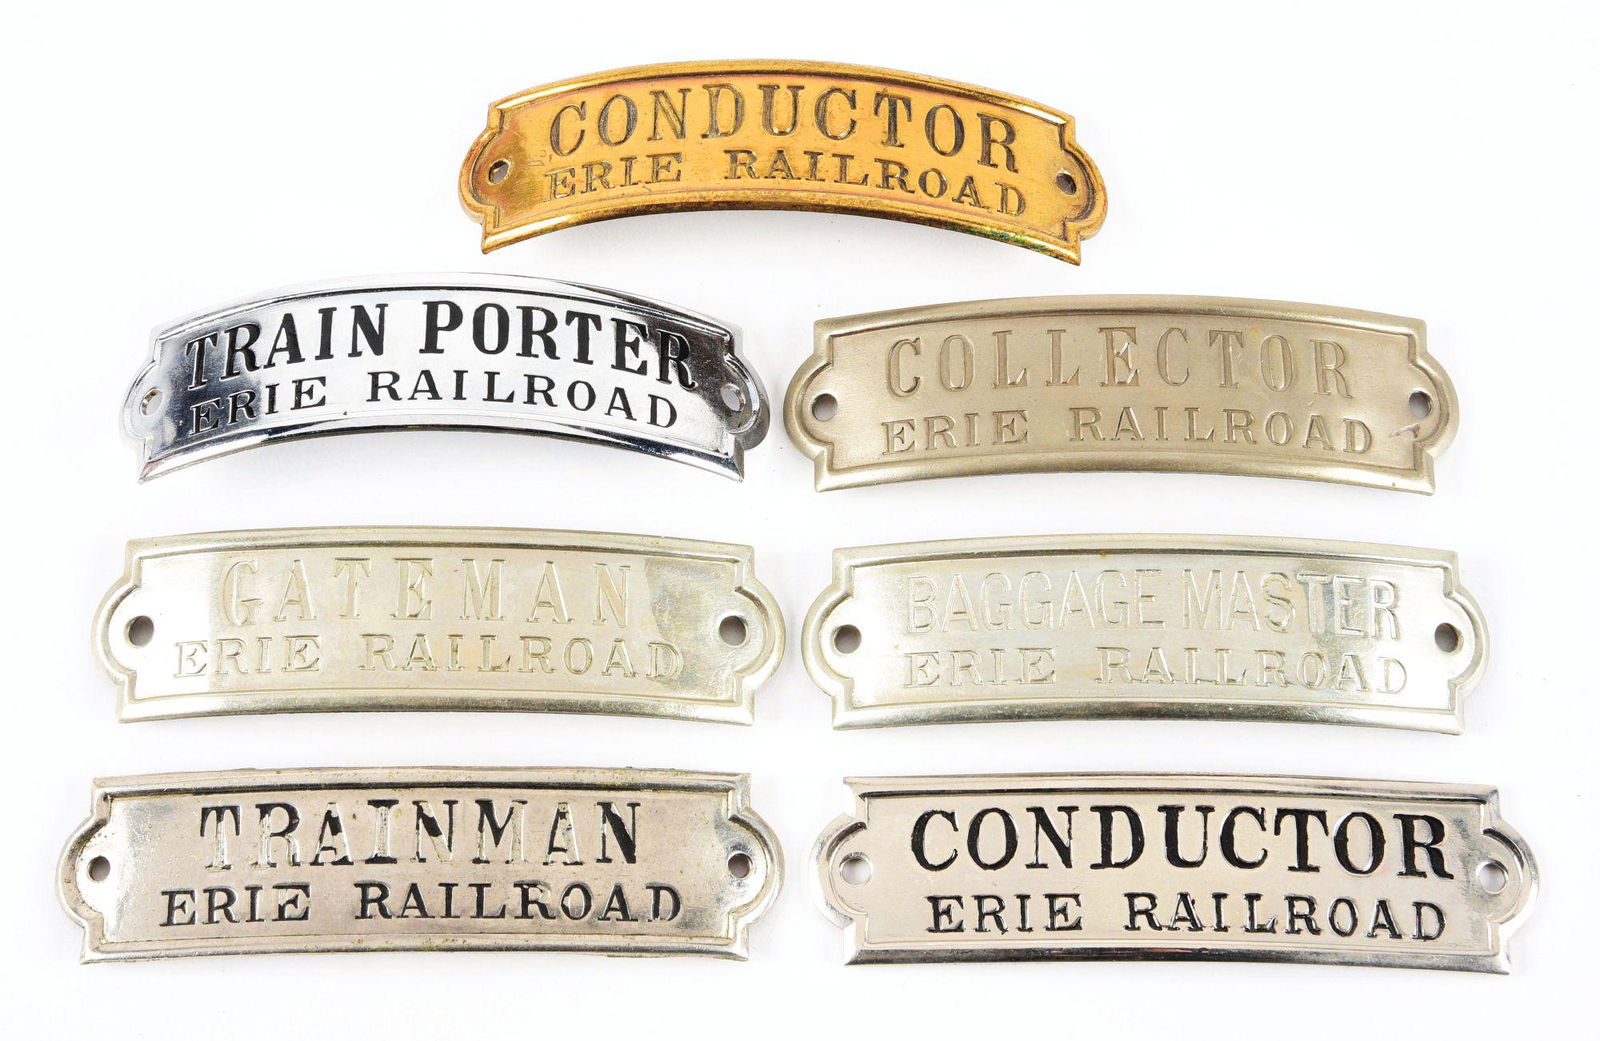 CONDUCTOR
ERIE RAILROAD
TRAIN PORTER
ERIE RAILROAD
COLLECTOR
ERIE RAILROAD
GATEMAN
ERIE RAILROAD
BAGGAGE MASTER
ERIE RAILROAD
TRAINMAN
ERIE RAILROAD
CONDUCTOR
ERIE RAILROAD